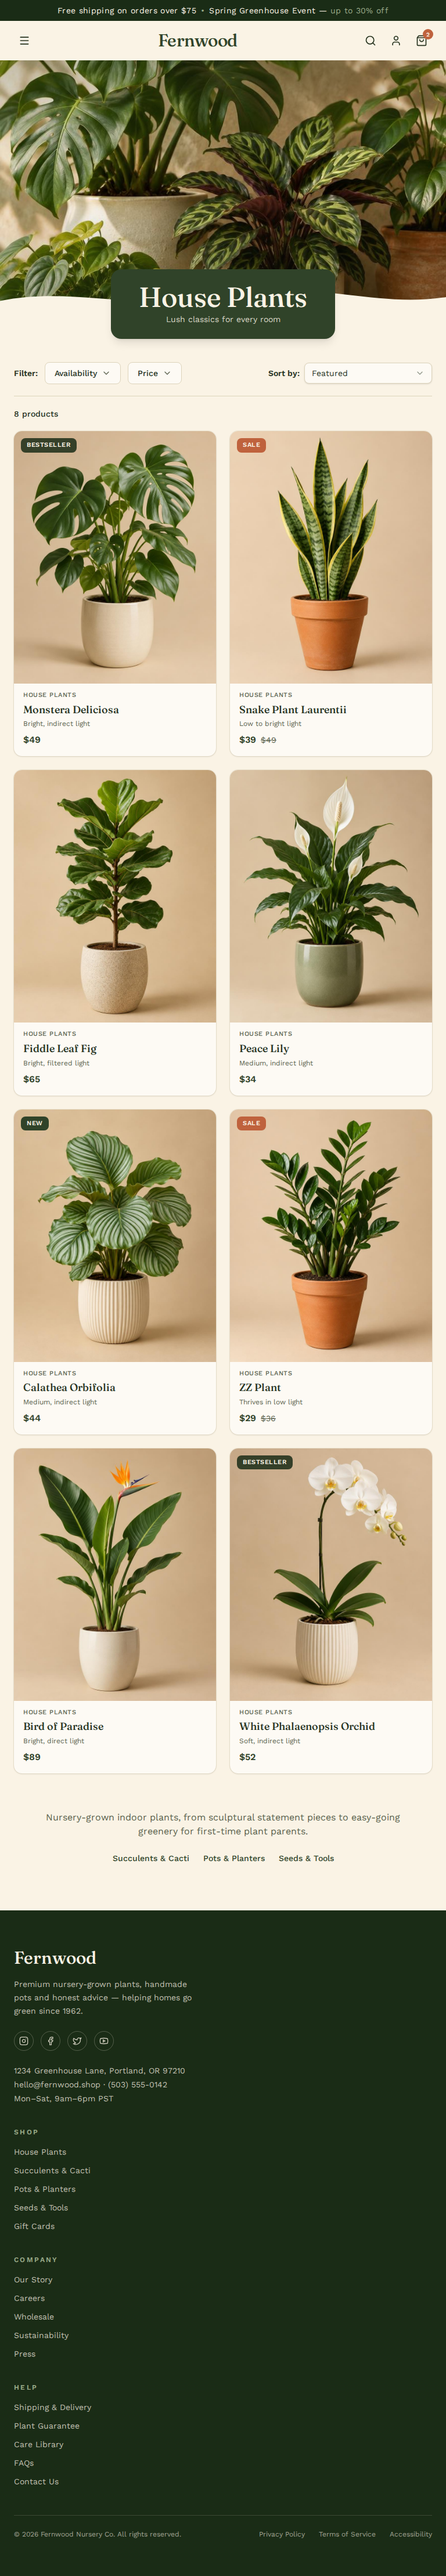 Free shipping on orders over $75 • Spring Greenhouse Event — up to 30% off
Fernwood
2
House Plants
Lush classics for every room
Filter: Availability Price Sort by: Featured
8 products
BESTSELLER
HOUSE PLANTS
Monstera Deliciosa
Bright, indirect light
$49
SALE
HOUSE PLANTS
Snake Plant Laurentii
Low to bright light
$39 $49
HOUSE PLANTS
Fiddle Leaf Fig
Bright, filtered light
$65
HOUSE PLANTS
Peace Lily
Medium, indirect light
$34
NEW
HOUSE PLANTS
Calathea Orbifolia
Medium, indirect light
$44
SALE
HOUSE PLANTS
ZZ Plant
Thrives in low light
$29 $36
HOUSE PLANTS
Bird of Paradise
Bright, direct light
$89
BESTSELLER
HOUSE PLANTS
White Phalaenopsis Orchid
Soft, indirect light
$52
Nursery-grown indoor plants, from sculptural statement pieces to easy-going
greenery for first-time plant parents.
Succulents & Cacti Pots & Planters Seeds & Tools
Fernwood
Premium nursery-grown plants, handmade
pots and honest advice — helping homes go
green since 1962.
1234 Greenhouse Lane, Portland, OR 97210
hello@fernwood.shop · (503) 555-0142
Mon–Sat, 9am–6pm PST
SHOP
House Plants
Succulents & Cacti
Pots & Planters
Seeds & Tools
Gift Cards
COMPANY
Our Story
Careers
Wholesale
Sustainability
Press
HELP
Shipping & Delivery
Plant Guarantee
Care Library
FAQs
Contact Us
© 2026 Fernwood Nursery Co. All rights reserved. Privacy Policy Terms of Service Accessibility